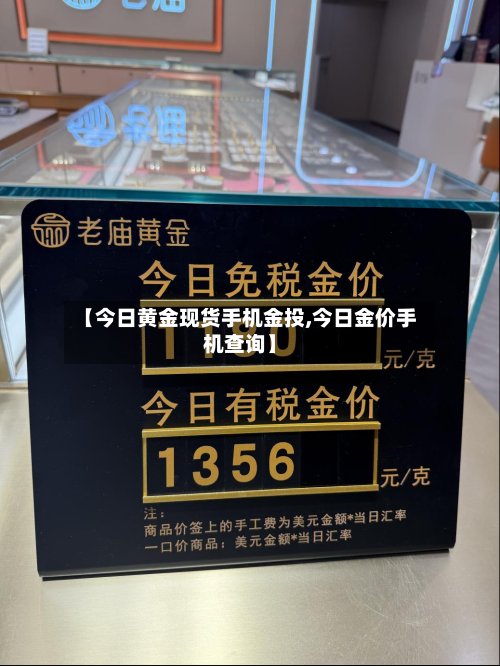 老庙
老庙黄金
今日免税金价
【今日黄金现货手机金投,今日金价手
机查询】
元/克
今日有税金价
1356
元/克
注：
商品价签上的手工费为美元金额*当日汇率
一口价商品：美元金额*当日汇率